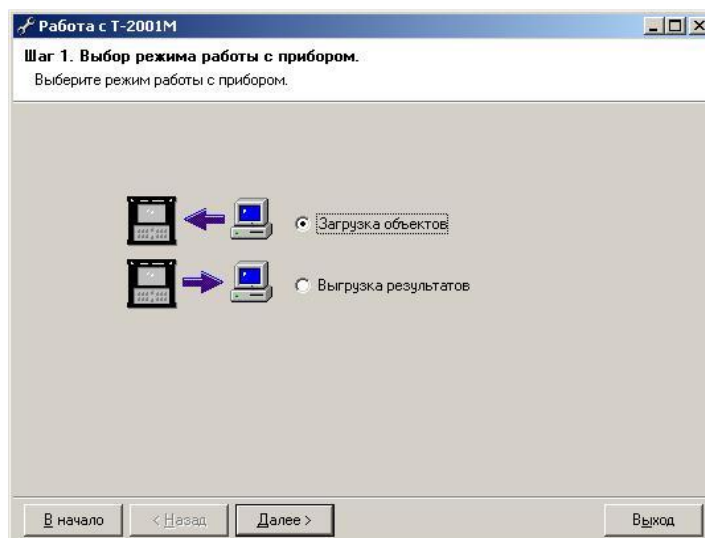 Работа с Т-2001М
Шаг 1. Выбор режима работы с прибором.
Выберите режим работы с прибором.
Загрузка объектов
Выгрузка результатов
В начало
< Назад
Далее >
Выход